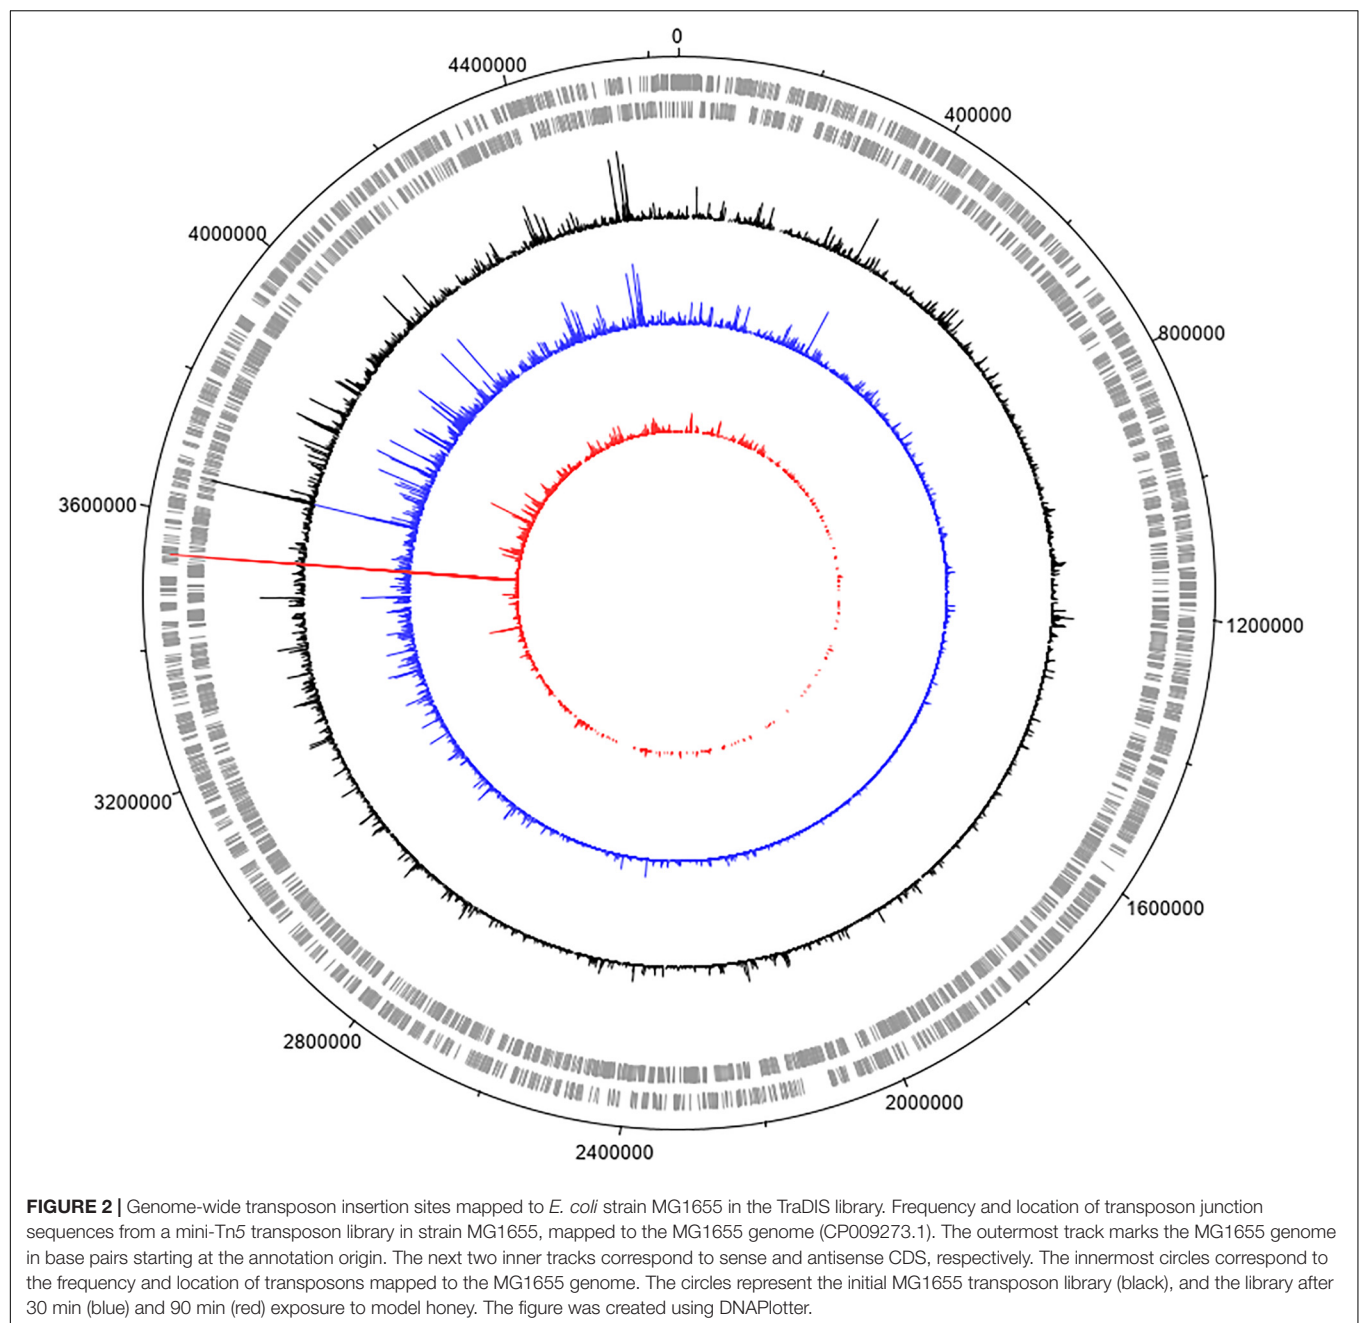 0
4400000
400000
4000000
800000
3600000
1200000
3200000
1600000
2800000
2000000
2400000
FIGURE 2 | Genome-wide transposon insertion sites mapped to E. coli strain MG1655 in the TraDIS library. Frequency and location of transposon junction
sequences from a mini-Tn5 transposon library in strain MG1655, mapped to the MG1655 genome (CP009273.1). The outermost track marks the MG1655 genome
in base pairs starting at the annotation origin. The next two inner tracks correspond to sense and antisense CDS, respectively. The innermost circles correspond to
the frequency and location of transposons mapped to the MG1655 genome. The circles represent the initial MG1655 transposon library (black), and the library after
30 min (blue) and 90 min (red) exposure to model honey. The figure was created using DNAPlotter.